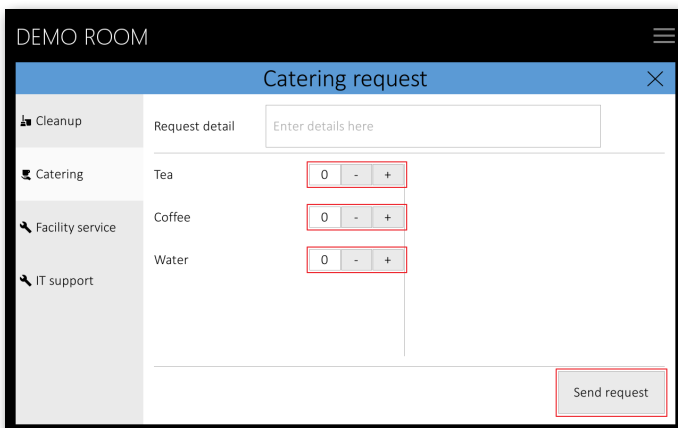 DEMO ROOM
Catering request
Cleanup
Catering
Facility service
IT support
Request detail
Enter details here
Tea 0 - +
Coffee 0 - +
Water 0 - +
Send request